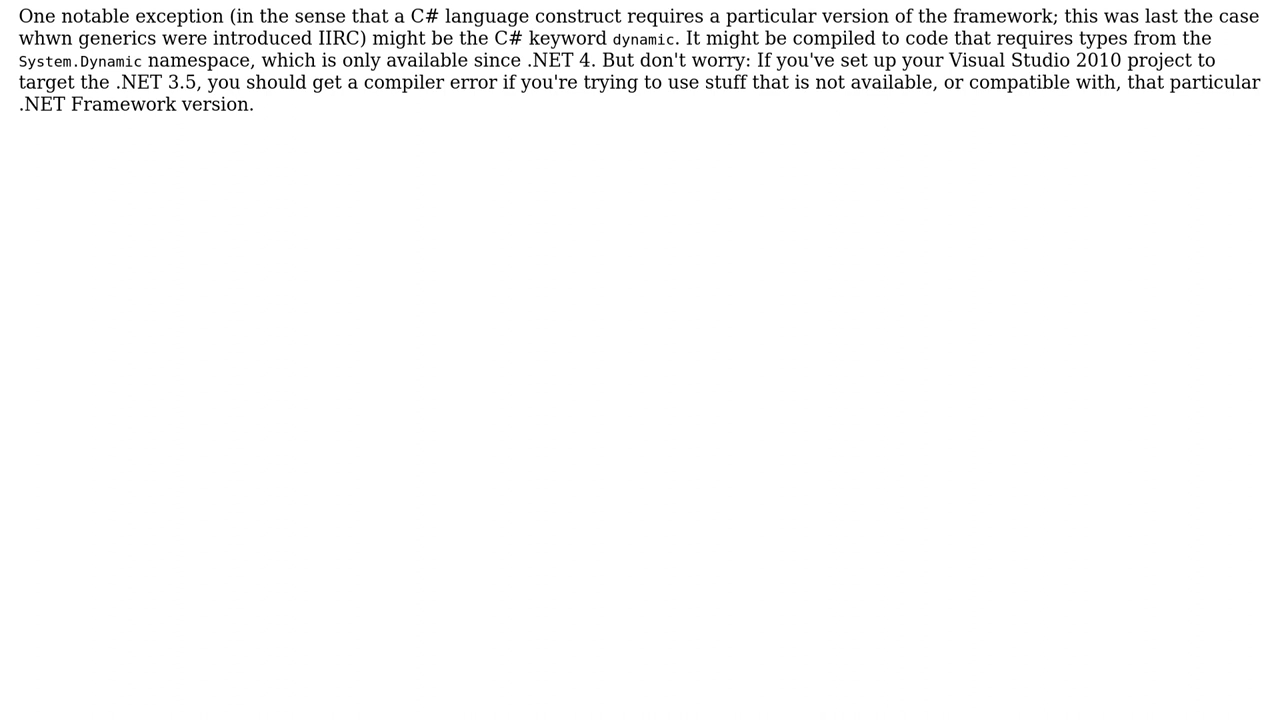 One notable exception (in the sense that a C# language construct requires a particular version of the framework; this was last the case
whwn generics were introduced IIRC) might be the C# keyword dynamic. It might be compiled to code that requires types from the
System.Dynamic namespace, which is only available since .NET 4. But don't worry: If you've set up your Visual Studio 2010 project to
target the .NET 3.5, you should get a compiler error if you're trying to use stuff that is not available, or compatible with, that particular
.NET Framework version.